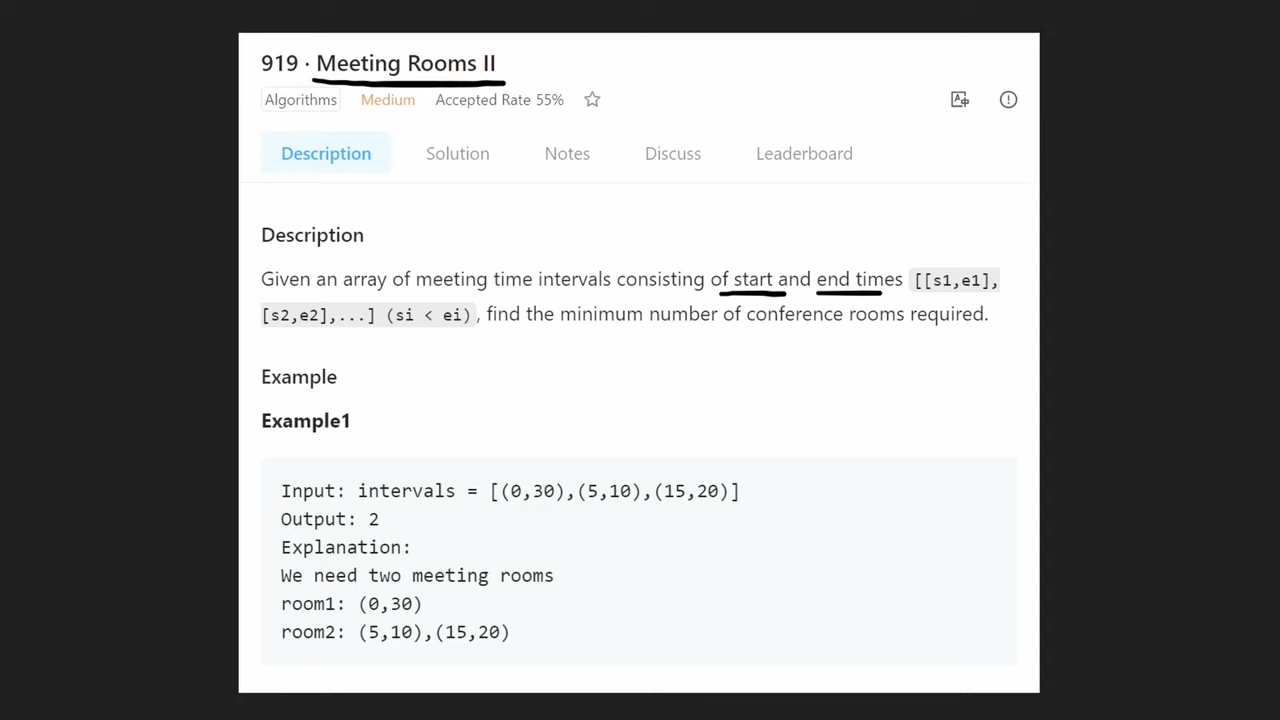 919 · Meeting Rooms II
Algorithms Medium Accepted Rate 55%
Description Solution Notes Discuss Leaderboard
Description
Given an array of meeting time intervals consisting of start and end times [[s1,e1],
[s2,e2],...] (si < ei), find the minimum number of conference rooms required.
Example
Example1
Input: intervals = [(0,30),(5,10),(15,20)]
Output: 2
Explanation:
We need two meeting rooms
room1: (0,30)
room2: (5,10),(15,20)